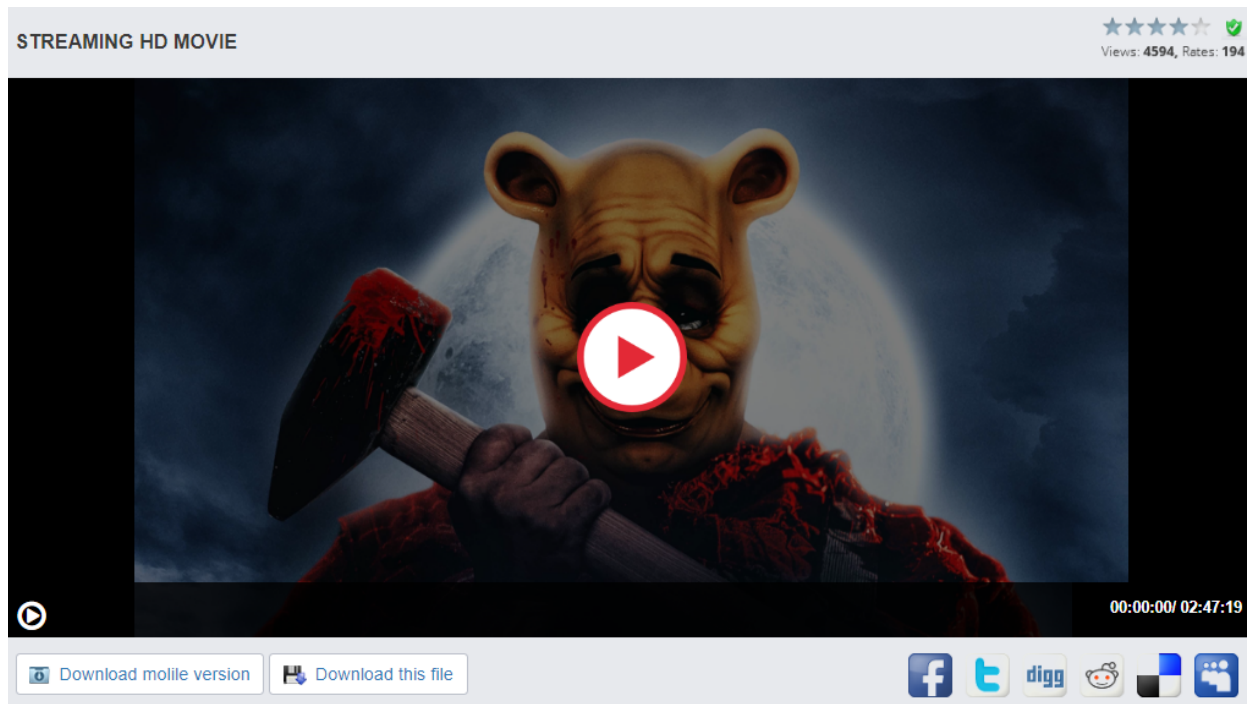 STREAMING HD MOVIE
Views: 4594, Rates: 194
00:00:00/ 02:47:19
Download molile version
Download this file
f
t
digg